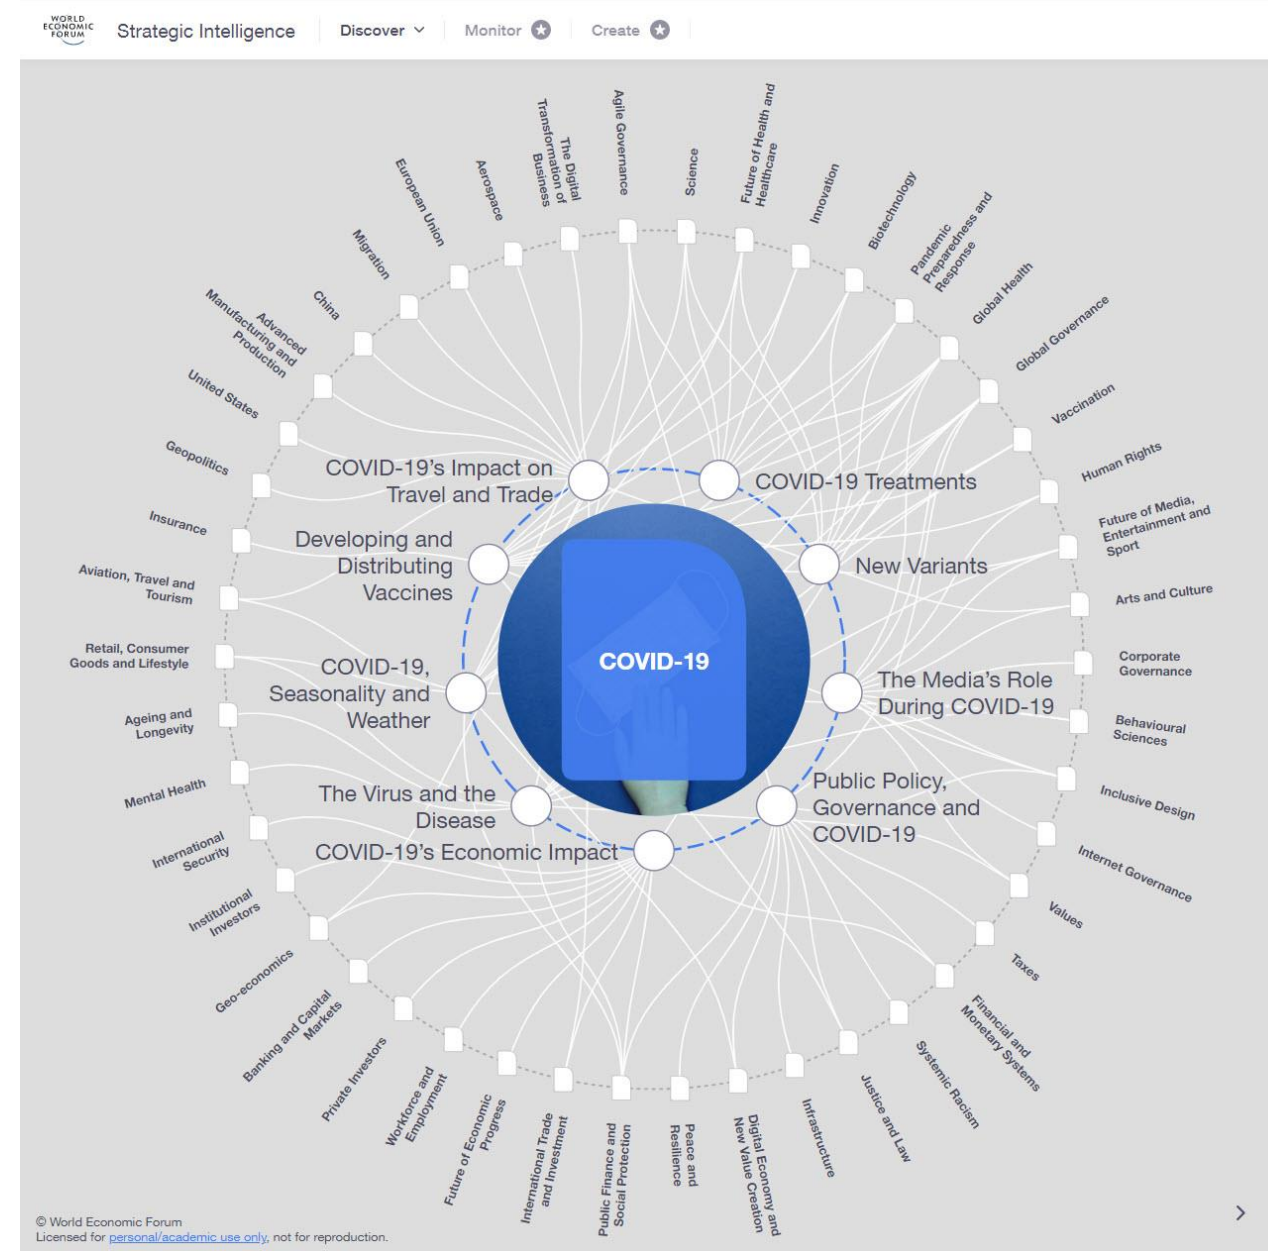 WORLD
ECONOMIC
FORUM
Strategic Intelligence
Discover
Monitor
Create
Agile Governance
Science
Future of Health and
Healthcare
Innovation
Biotechnology
Pandemic
Preparedness and
Response
Global Health
Global Governance
Vaccination
Human Rights
Future of Media,
Entertainment and
Sport
Arts and Culture
Corporate
Governance
Behavioural
Sciences
Inclusive Design
Internet Governance
Values
Taxes
Financial and
Monetary Systems
Systemic Racism
Justice and Law
Infrastructure
Digital Economy and
New Value Creation
Peace and
Resilience
Public Finance and
Social Protection
International Trade
and Investment
Future of Economic
Progress
Workforce and
Employment
Private Investors
Banking and Capital
Markets
Geo-economics
Institutional
Investors
International
Security
Mental Health
Ageing and
Longevity
Retail, Consumer
Goods and Lifestyle
Aviation, Travel and
Tourism
Insurance
Geopolitics
United States
Advanced
Manufacturing and
Production
China
Migration
European Union
Aerospace
The Digital
Transformation of
Business
COVID-19's Impact on
Travel and Trade
COVID-19 Treatments
Developing and
Distributing
Vaccines
New Variants
COVID-19
COVID-19,
Seasonality and
Weather
The Media's Role
During COVID-19
The Virus and the
Disease
Public Policy,
Governance and
COVID-19
COVID-19's Economic Impact
© World Economic Forum
Licensed for personal/academic use only, not for reproduction.